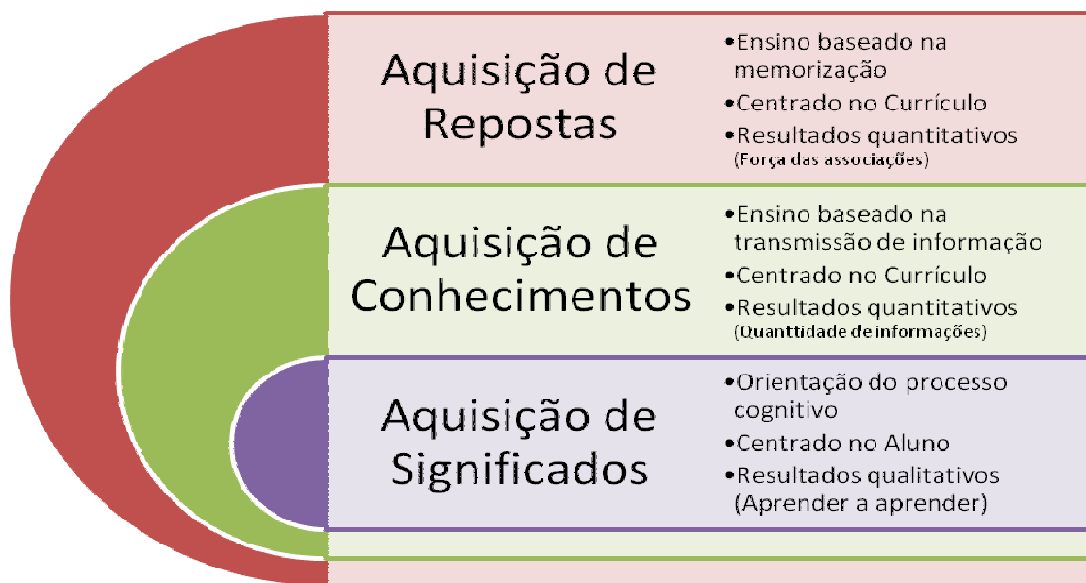 Aquisição de
Repostas
•Ensino baseado na
memorização
•Centrado no Currículo
•Resultados quantitativos
(Força das associações)
Aquisição de
Conhecimentos
•Ensino baseado na
transmissão de informação
•Centrado no Currículo
•Resultados quantitativos
(Quanttidade de informações)
Aquisição de
Significados
•Orientação do processo
cognitivo
•Centrado no Aluno
•Resultados qualitativos
(Aprender a aprender)